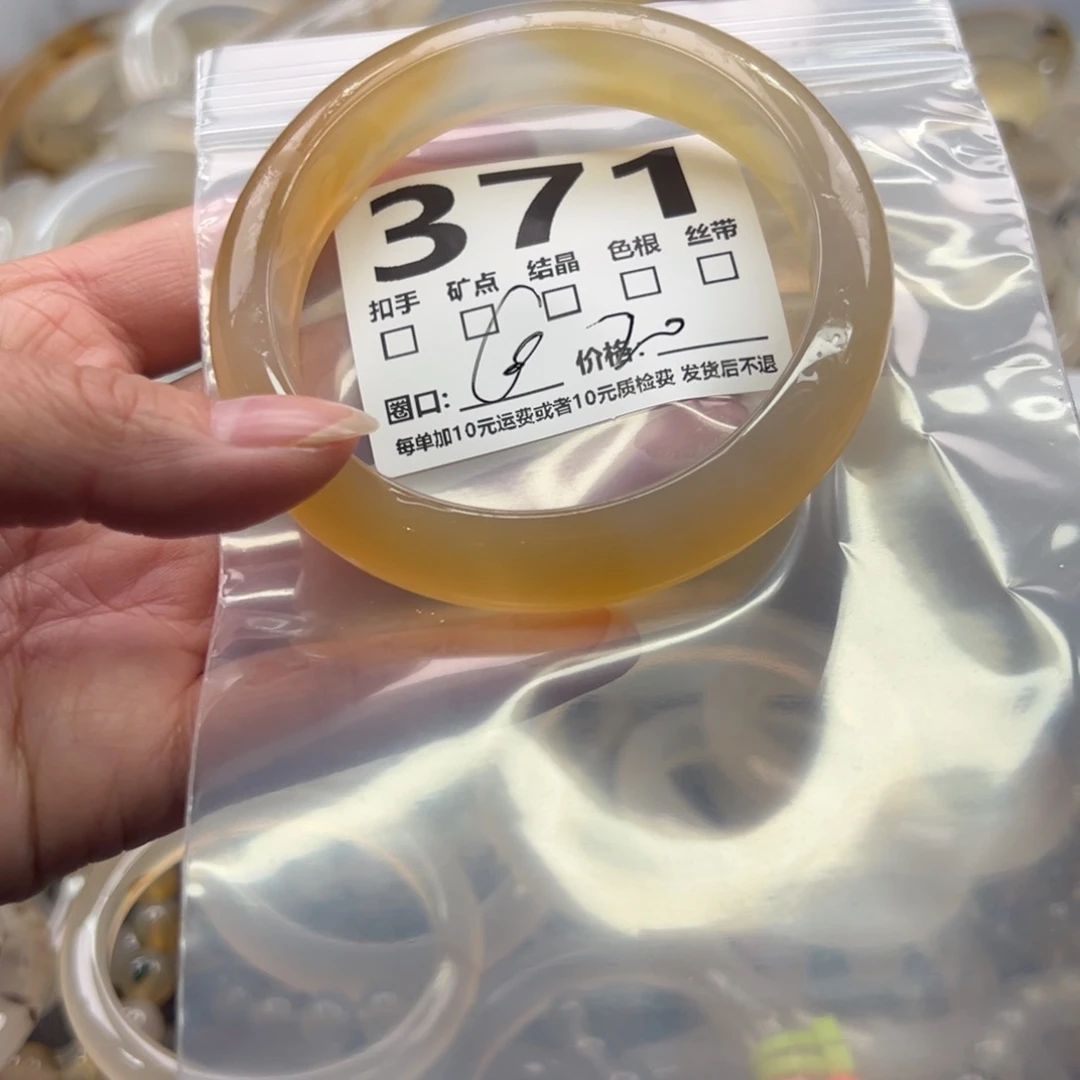 371
扣手 矿点 结晶 色根 丝带
圈口: 价格:
每单加10元运费或者10元质检费 发货后不退